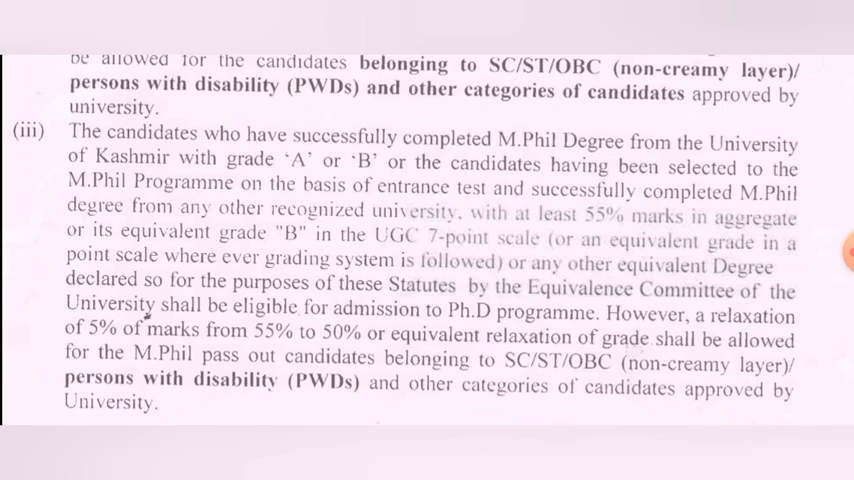 be allowed for the candidates belonging to SC/ST/OBC (non-creamy layer)/
persons with disability (PWDs) and other categories of candidates approved by
university.
(iii) The candidates who have successfully completed M.Phil Degree from the University
of Kashmir with grade ‘A’ or ‘B’ or the candidates having been selected to the
M.Phil Programme on the basis of entrance test and successfully completed M.Phil
degree from any other recognized university. with at least 55% marks in aggregate
or its equivalent grade "B" in the UGC 7-point scale (or an equivalent grade in a
point scale where ever grading system is followed) or any other equivalent Degree
declared so for the purposes of these Statutes by the Equivalence Committee of the
University shall be eligible for admission to Ph.D programme. However, a relaxation
of 5% of marks from 55% to 50% or equivalent relaxation of grade shall be allowed
for the M.Phil pass out candidates belonging to SC/ST/OBC (non-creamy layer)/
persons with disability (PWDs) and other categories of candidates approved by
University.